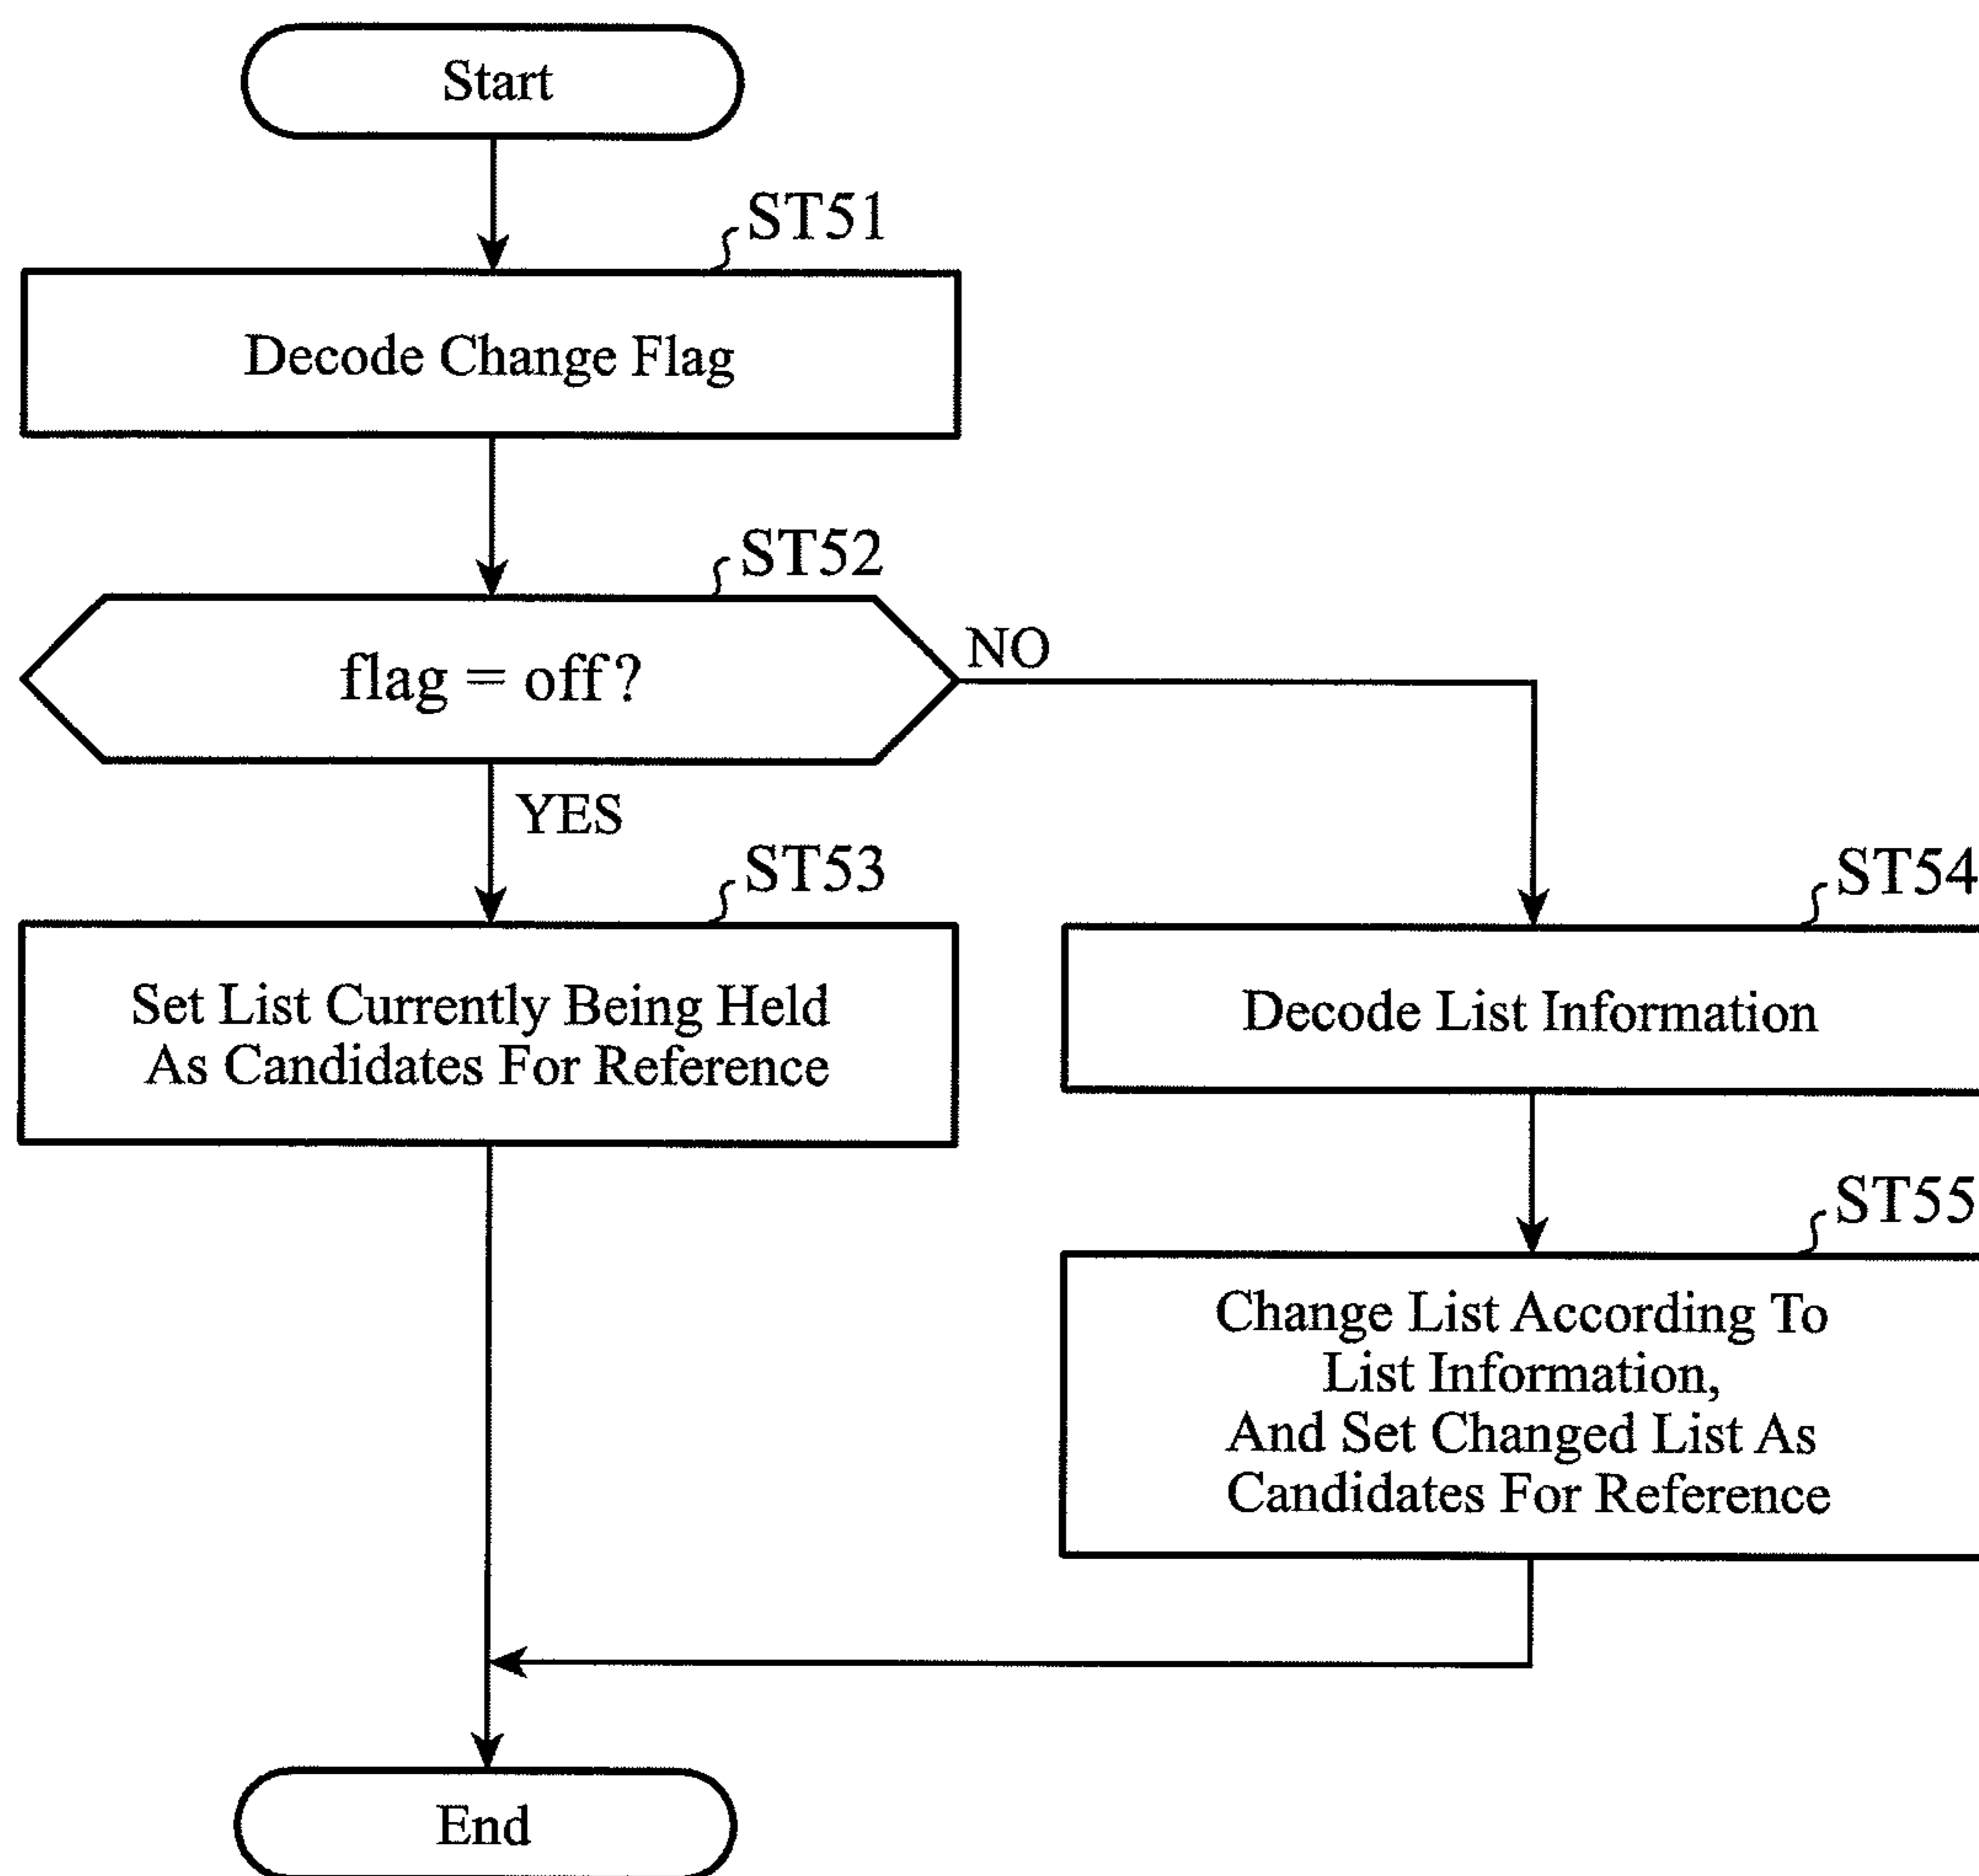 Start
ST51
Decode Change Flag
ST52
flag = off?
NO
YES
ST53
Set List Currently Being Held
As Candidates For Reference
ST54
Decode List Information
ST55
Change List According To
List Information,
And Set Changed List As
Candidates For Reference
End